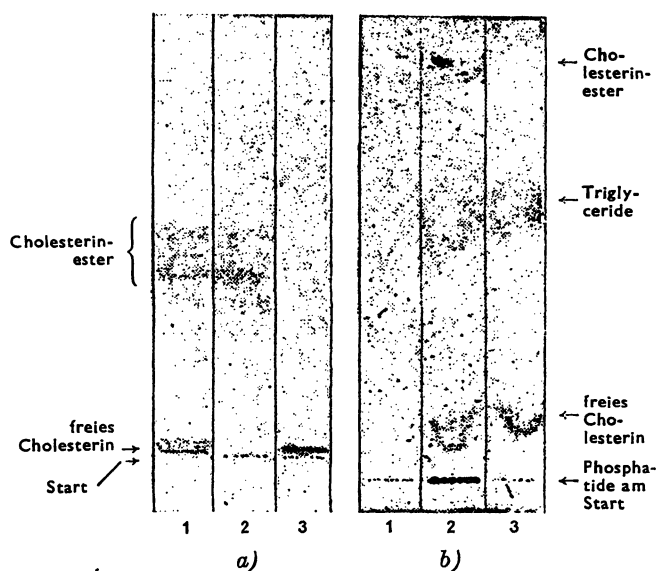 Cholesterin-
ester
freies
Cholesterin
Start
1 2 3
a)
Cho-
lesterin-
ester
Trigly-
ceride
freies
Cho-
lesterin
Phospha-
tide am
Start
1 2 3
b)